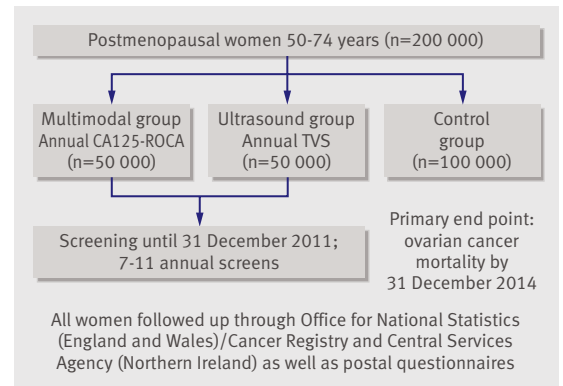 Postmenopausal women 50-74 years (n=200 000)
Multimodal group
Annual CA125-ROCA
(n=50 000)
Ultrasound group
Annual TVS
(n=50 000)
Control
group
(n=100 000)
Screening until 31 December 2011;
7-11 annual screens
Primary end point:
ovarian cancer
mortality by
31 December 2014
All women followed up through Office for National Statistics
(England and Wales)/Cancer Registry and Central Services
Agency (Northern Ireland) as well as postal questionnaires